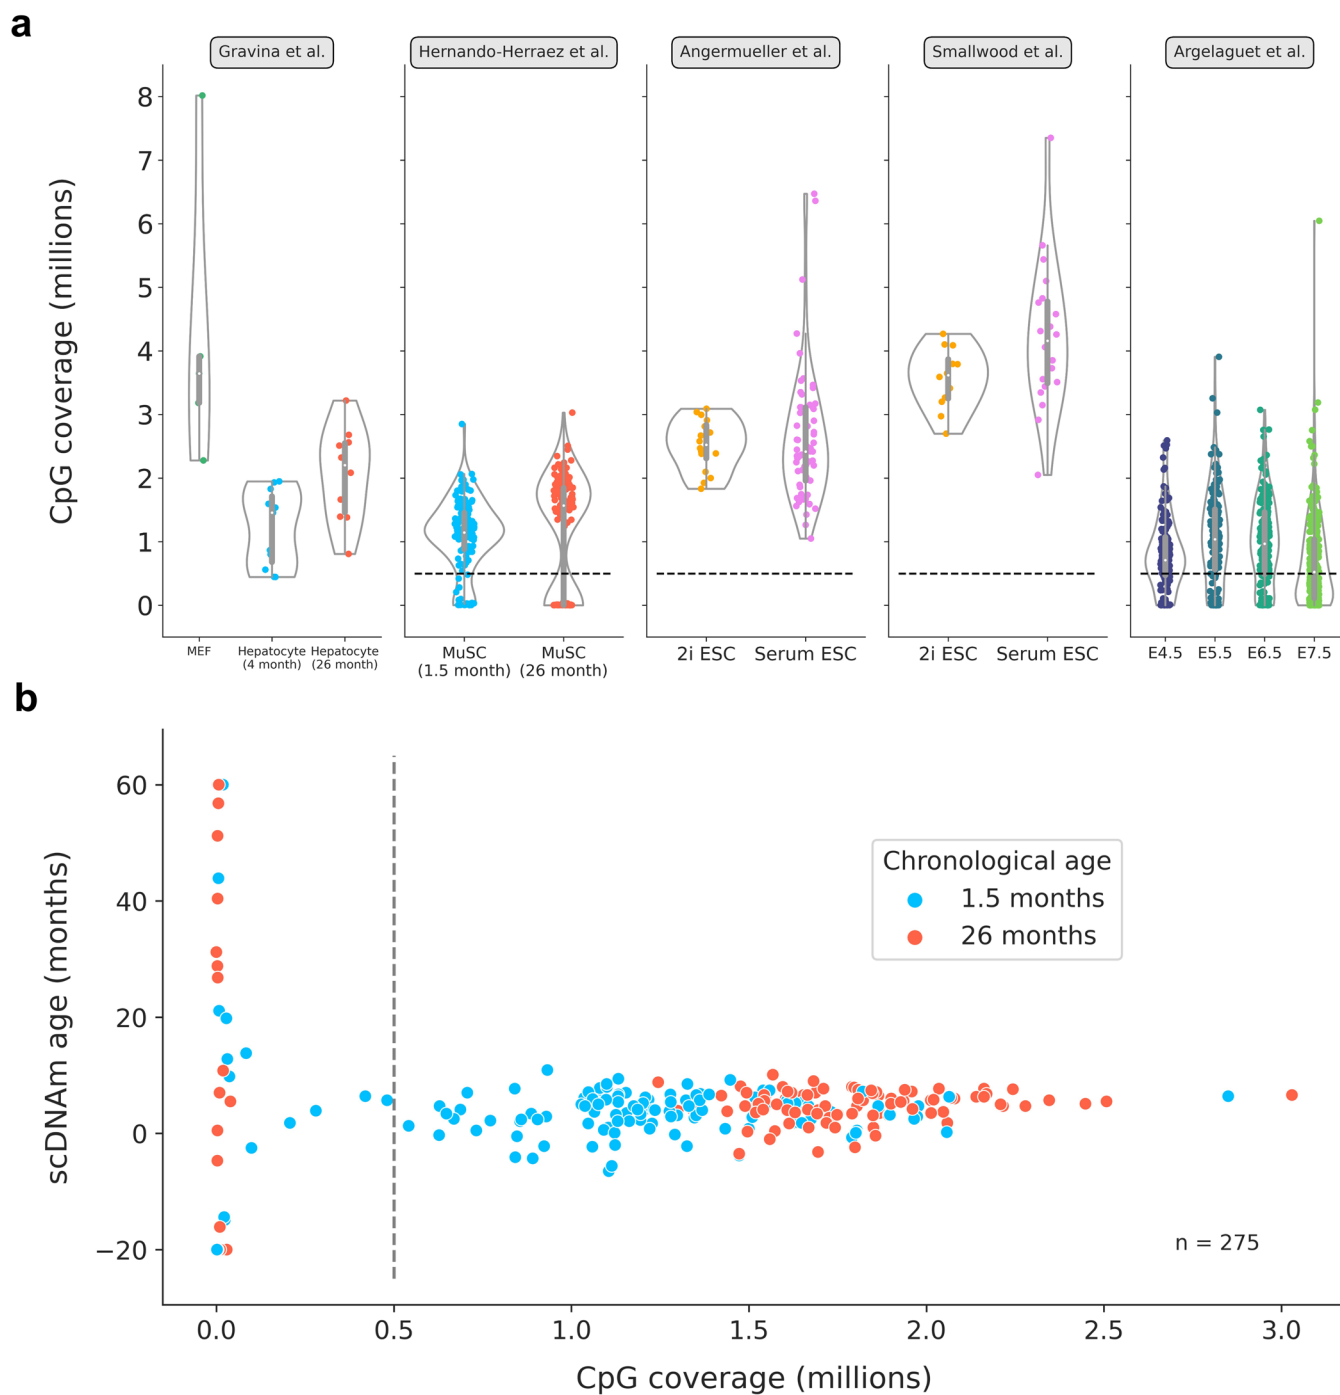 a
Gravina et al.
Hernando-Herraez et al.
Angermueller et al.
Smallwood et al.
Argelaguet et al.
CpG coverage (millions)
8
7
6
5
4
3
2
1
0
MEF
Hepatocyte
(4 month)
Hepatocyte
(26 month)
MuSC
(1.5 month)
MuSC
(26 month)
2i ESC
Serum ESC
2i ESC
Serum ESC
E4.5
E5.5
E6.5
E7.5
b
scDNAm age (months)
60
40
20
0
−20
Chronological age
1.5 months
26 months
n = 275
0.0
0.5
1.0
1.5
2.0
2.5
3.0
CpG coverage (millions)